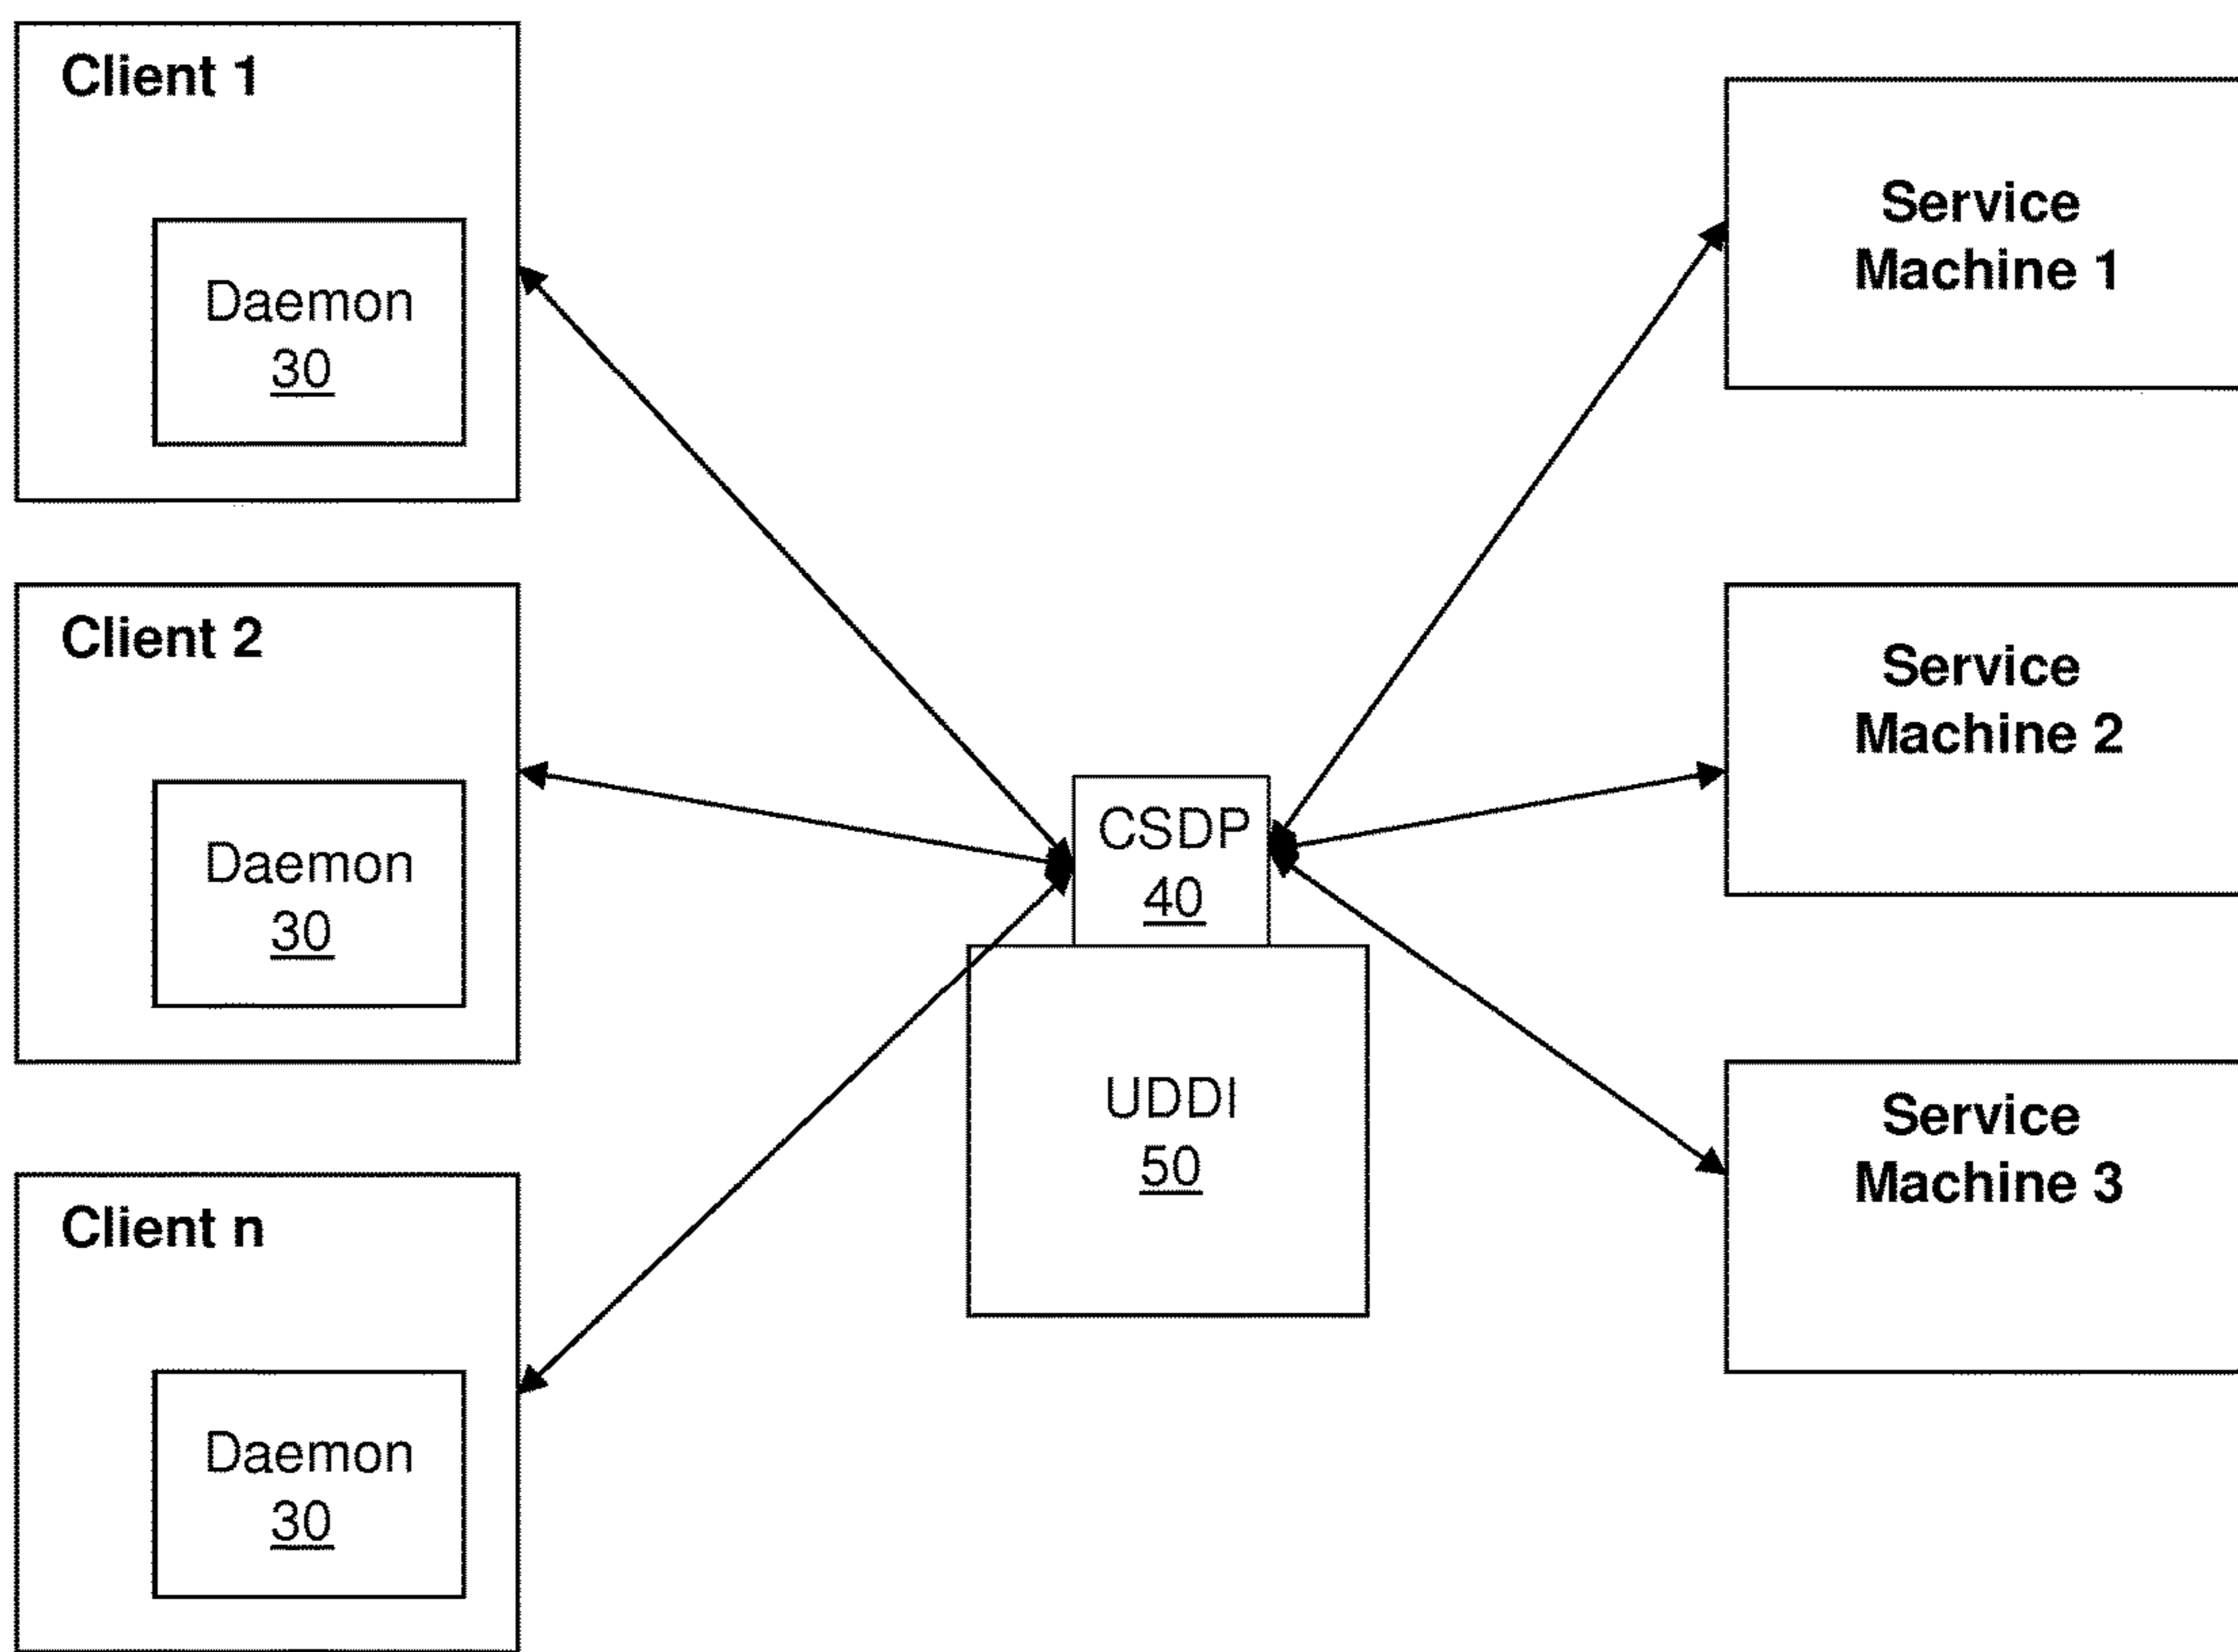 Client 1
Daemon
30
Client 2
Daemon
30
Client n
Daemon
30
CSDP
40
UDDI
50
Service
Machine 1
Service
Machine 2
Service
Machine 3